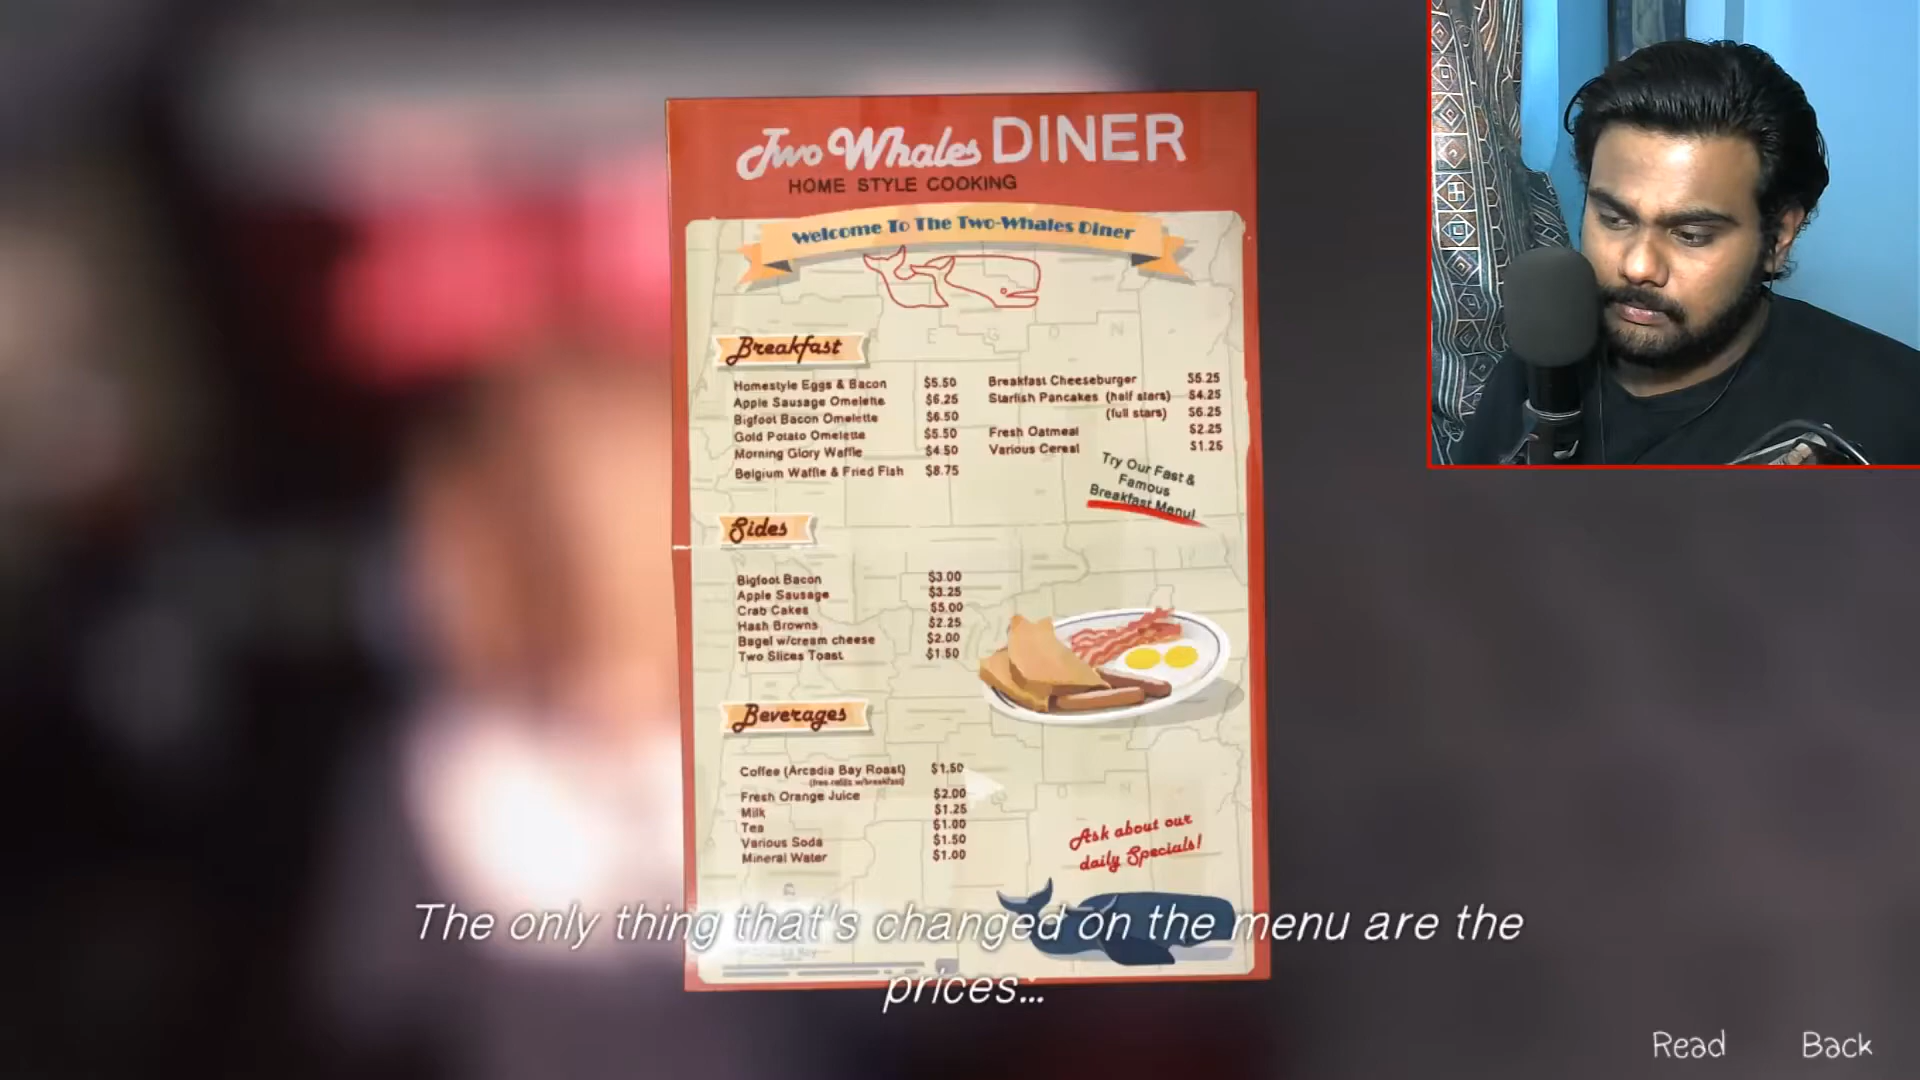 Two Whales DINER
HOME STYLE COOKING
Welcome To The Two-Whales Diner
E G O N
Breakfast
Homestyle Eggs & Bacon $5.50
Apple Sausage Omelette $6.25
Bigfoot Bacon Omelette $6.50
Gold Potato Omelette $5.50
Morning Glory Waffle $4.50
Belgium Waffle & Fried Fish $8.75
Breakfast Cheeseburger $5.25
Starfish Pancakes (half stars) $4.25
(full stars) $6.25
Fresh Oatmeal $2.25
Various Cereal $1.25
Try Our Fast &
Famous
Breakfast Menu!
Sides
Bigfoot Bacon $3.00
Apple Sausage $3.25
Crab Cakes $5.00
Hash Browns $2.25
Bagel w/cream cheese $2.00
Two Slices Toast $1.50
Beverages
Coffee (Arcadia Bay Roast) $1.50
(free refills w/breakfast)
Fresh Orange Juice $2.00
Milk $1.25
Tea $1.00
Various Soda $1.50
Mineral Water $1.00
Ask about our
daily Specials!
The only thing that's changed on the menu are the
prices...
Read Back